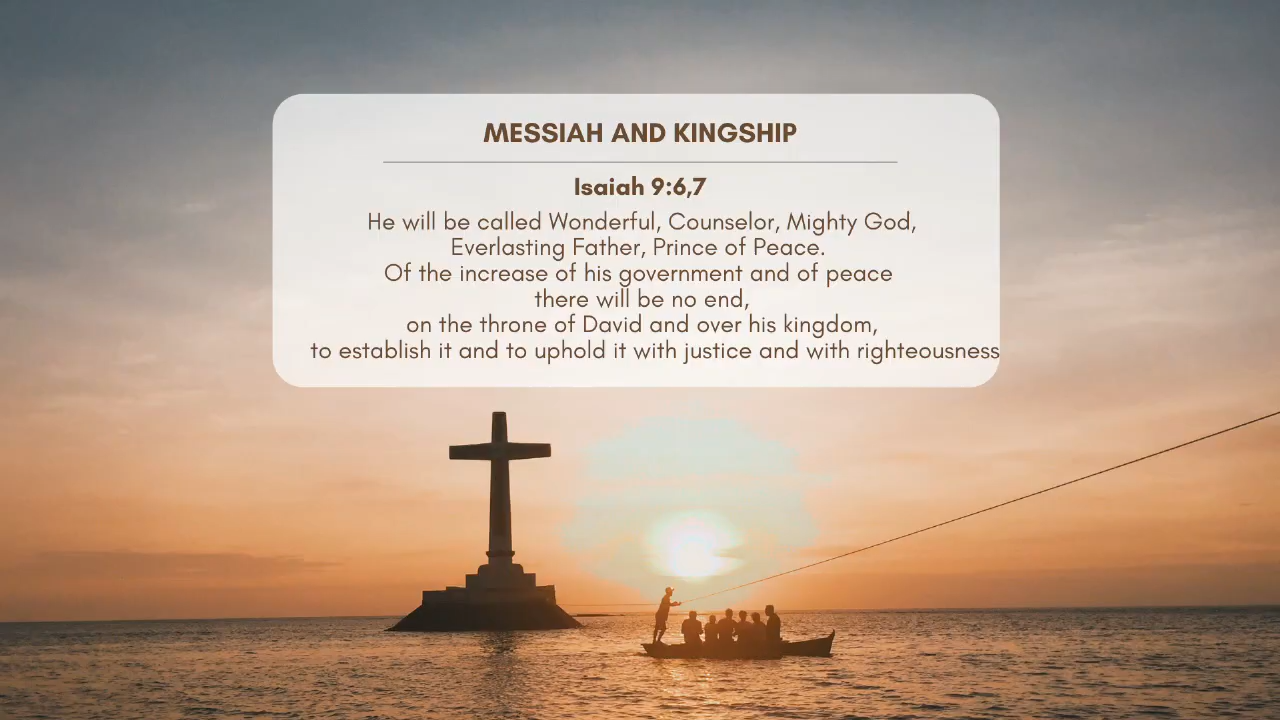 MESSIAH AND KINGSHIP
Isaiah 9:6,7
He will be called Wonderful, Counselor, Mighty God,
Everlasting Father, Prince of Peace.
Of the increase of his government and of peace
there will be no end,
on the throne of David and over his kingdom,
to establish it and to uphold it with justice and with righteousness